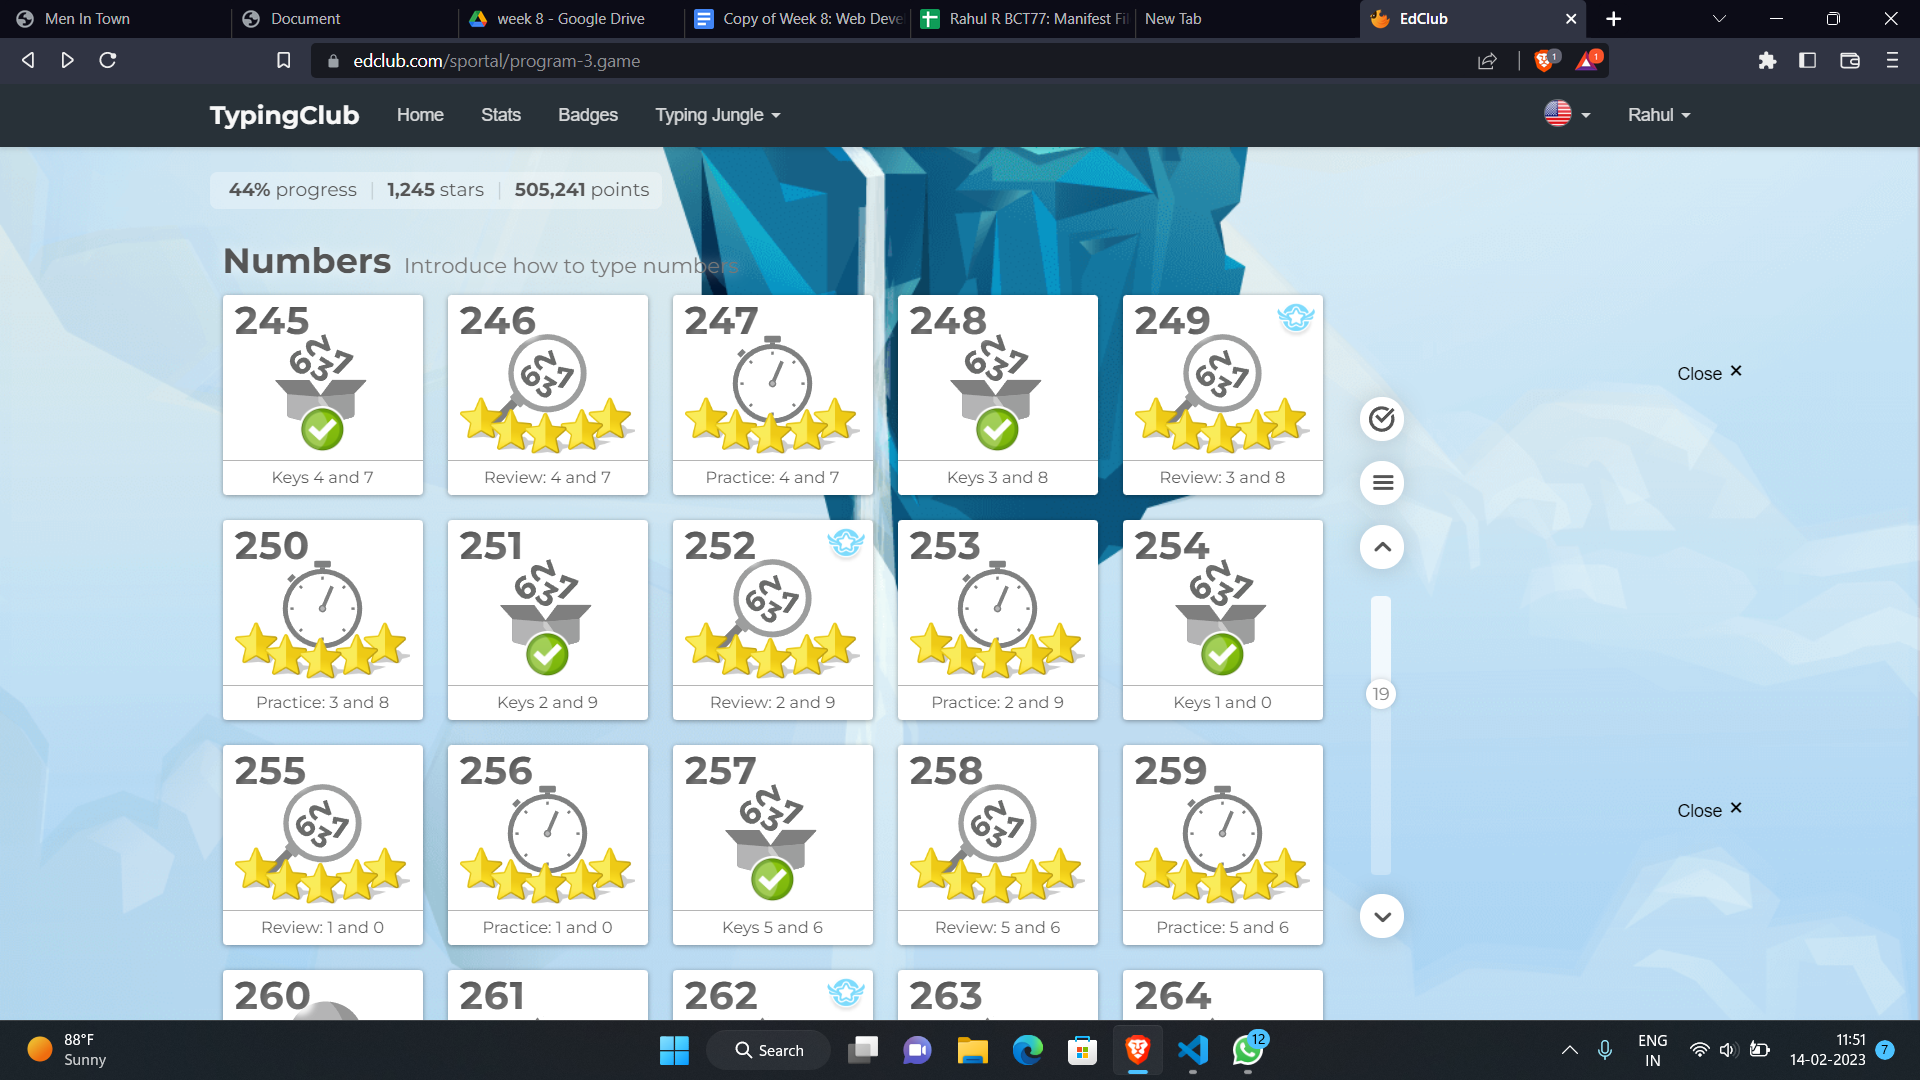 Men In Town
Document
week 8 - Google Drive
Copy of Week 8: Web Deve
Rahul R BCT77: Manifest Fi
New Tab
EdClub
edclub.com/sportal/program-3.game
1
1
TypingClub
Home
Stats
Badges
Typing Jungle
Rahul
44% progress
1,245 stars
505,241 points
Numbers Introduce how to type numbers
245
246
247
248
249
Keys 4 and 7
Review: 4 and 7
Practice: 4 and 7
Keys 3 and 8
Review: 3 and 8
Close
250
251
252
253
254
Practice: 3 and 8
Keys 2 and 9
Review: 2 and 9
Practice: 2 and 9
Keys 1 and 0
19
255
256
257
258
259
Review: 1 and 0
Practice: 1 and 0
Keys 5 and 6
Review: 5 and 6
Practice: 5 and 6
Close
260
261
262
263
264
88°F
Sunny
Search
12
ENG
IN
11:51
14-02-2023
7